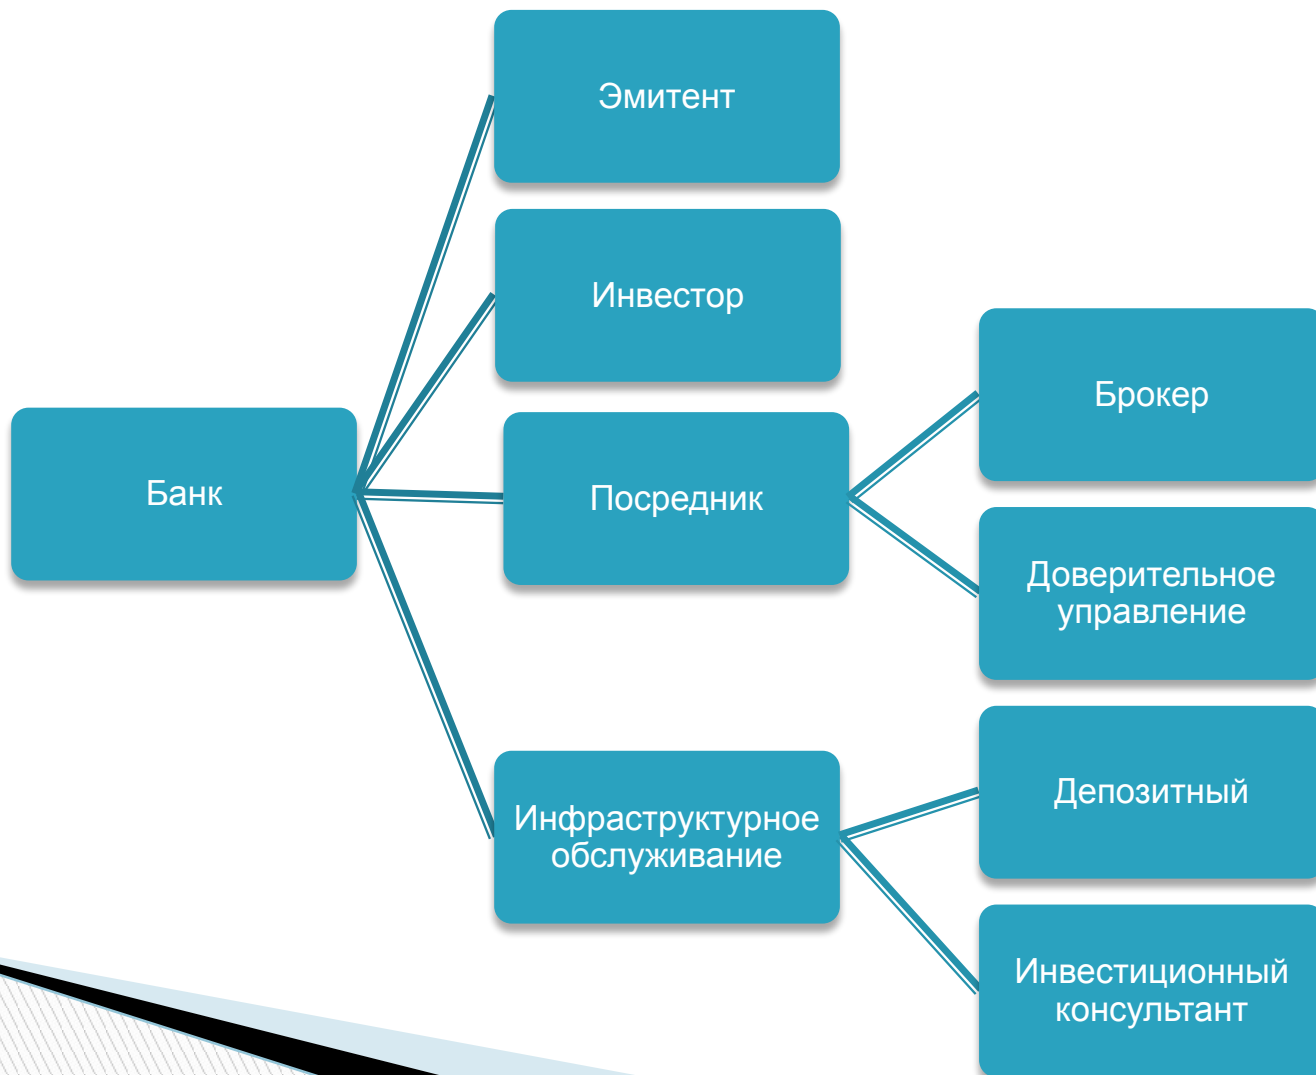 Эмитент
Инвестор
Банк
Посредник
Брокер
Доверительное
управление
Инфраструктурное
обслуживание
Депозитный
Инвестиционный
консультант